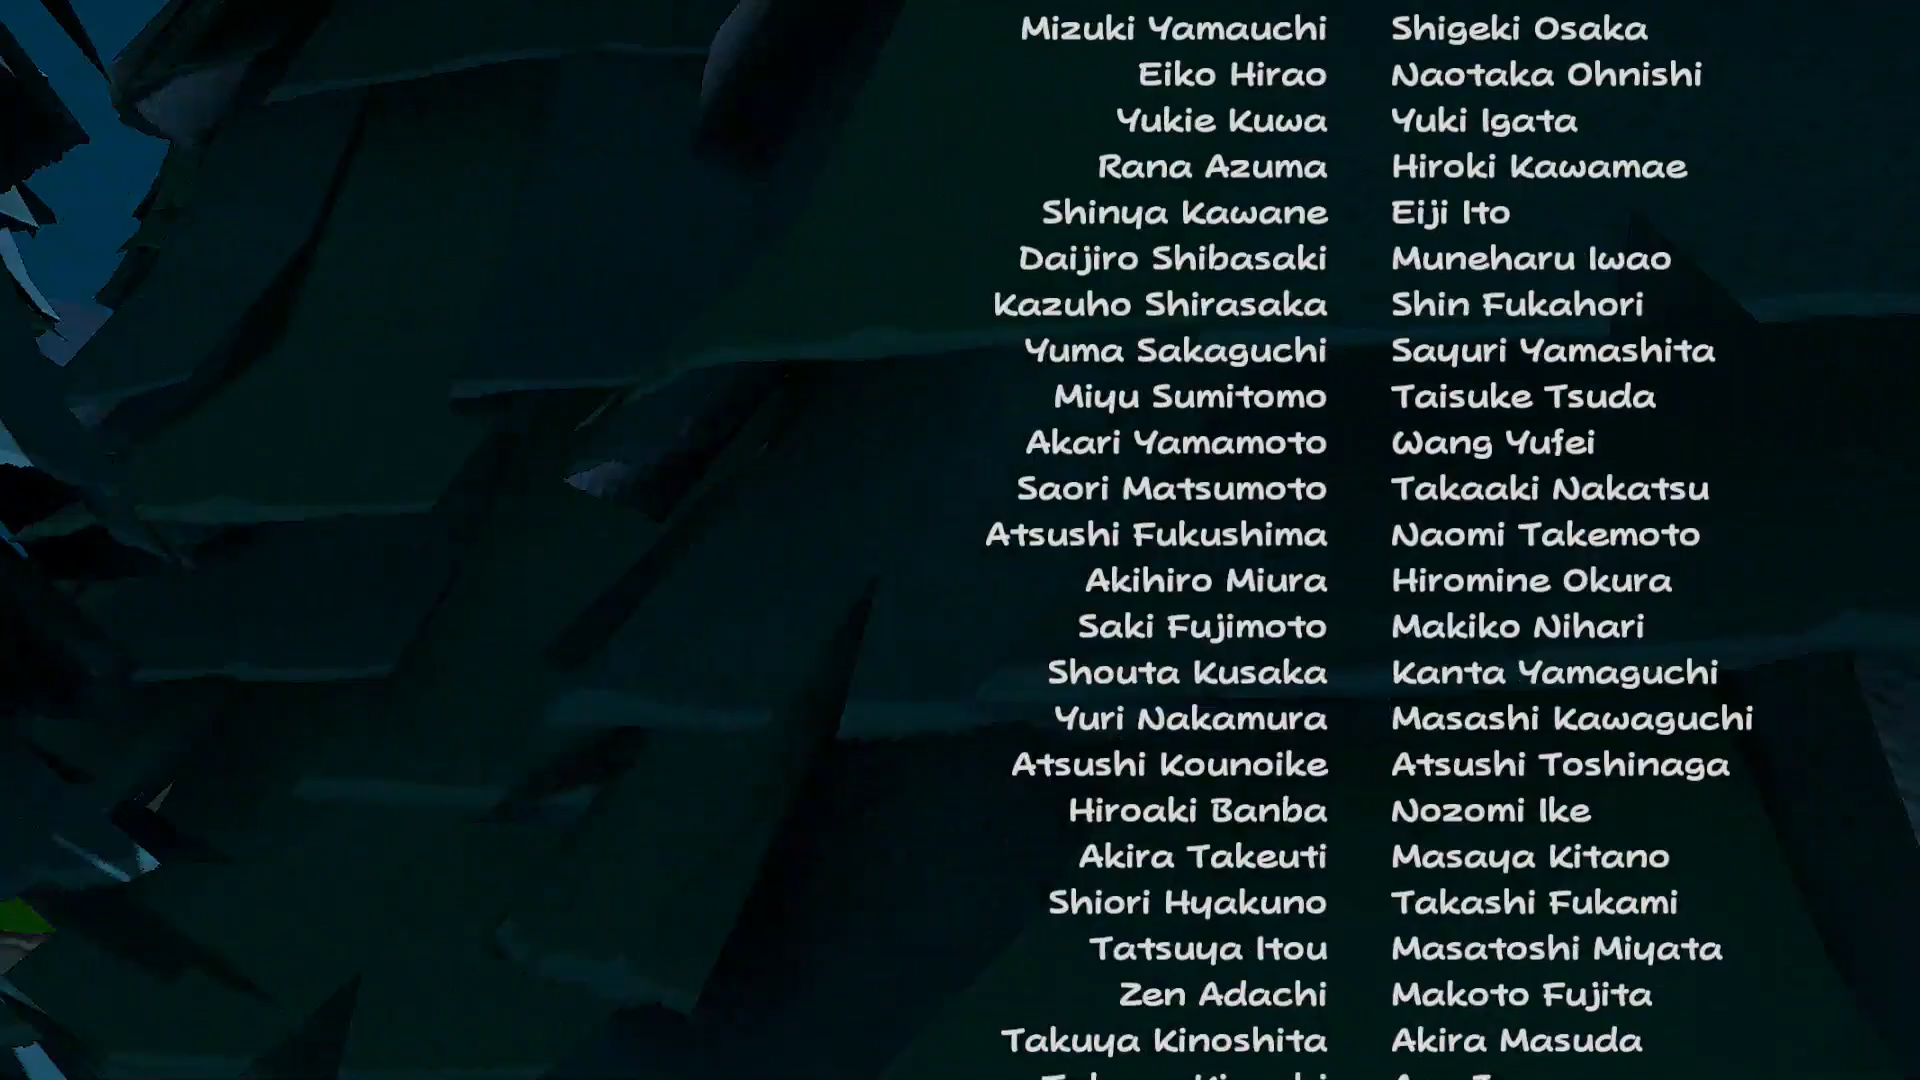 Mizuki Yamauchi Shigeki Osaka
Eiko Hirao Naotaka Ohnishi
Yukie Kuwa Yuki Igata
Rana Azuma Hiroki Kawamae
Shinya Kawane Eiji Ito
Daijiro Shibasaki Muneharu Iwao
Kazuho Shirasaka Shin Fukahori
Yuma Sakaguchi Sayuri Yamashita
Miyu Sumitomo Taisuke Tsuda
Akari Yamamoto Wang Yufei
Saori Matsumoto Takaaki Nakatsu
Atsushi Fukushima Naomi Takemoto
Akihiro Miura Hiromine Okura
Saki Fujimoto Makiko Nihari
Shouta Kusaka Kanta Yamaguchi
Yuri Nakamura Masashi Kawaguchi
Atsushi Kounoike Atsushi Toshinaga
Hiroaki Banba Nozomi Ike
Akira Takeuti Masaya Kitano
Shiori Hyakuno Takashi Fukami
Tatsuya Itou Masatoshi Miyata
Zen Adachi Makoto Fujita
Takuya Kinoshita Akira Masuda